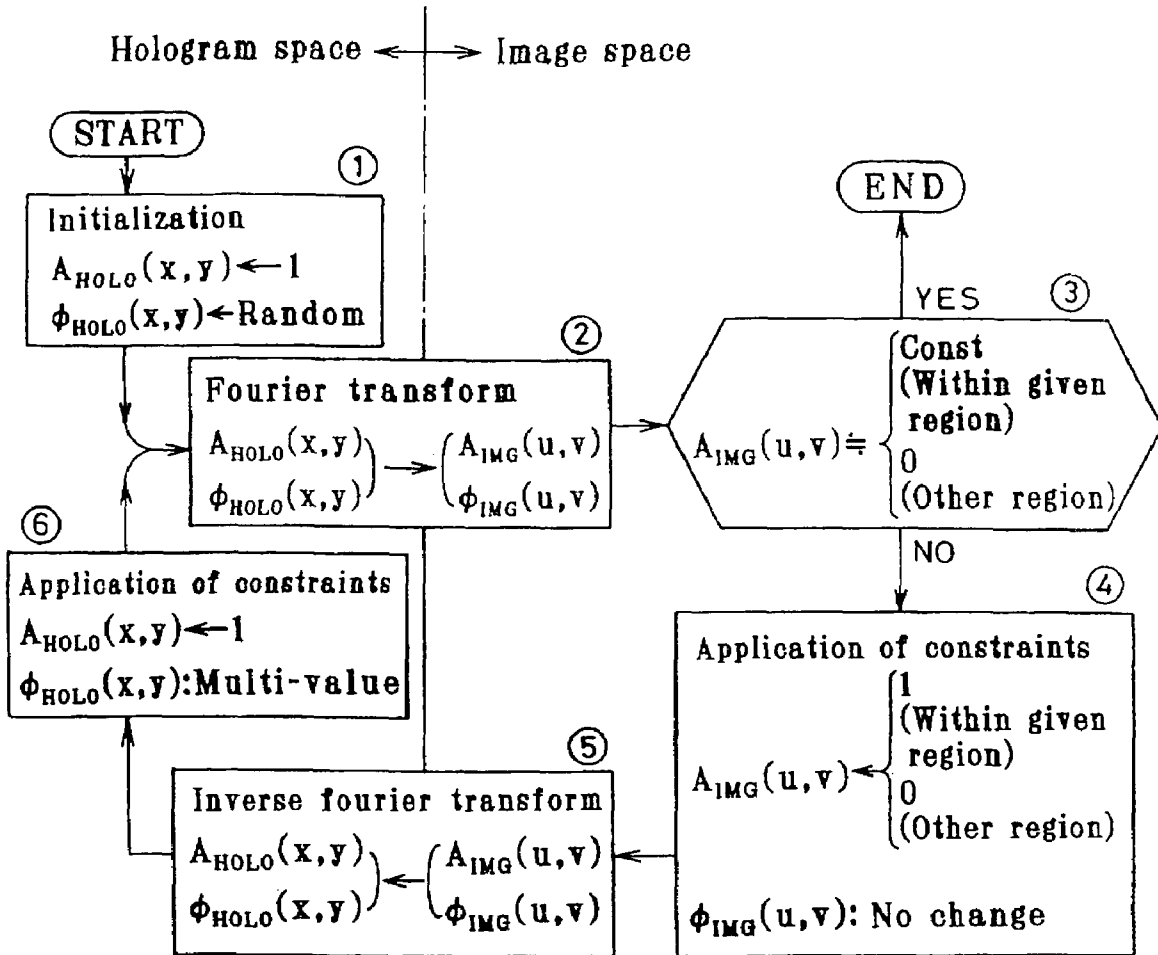 Hologram space ↔ Image space
START
①
Initialization
A_HOLO(x,y)←1
ϕ_HOLO(x,y)←Random
②
Fourier transform
A_HOLO(x,y) → A_IMG(u,v)
ϕ_HOLO(x,y) ϕ_IMG(u,v)
END
YES
③
A_IMG(u,v)≒
Const
(Within given
region)
0
(Other region)
NO
④
Application of constraints
A_IMG(u,v)←
1
(Within given
region)
0
(Other region)
ϕ_IMG(u,v): No change
⑤
Inverse fourier transform
A_HOLO(x,y) ← A_IMG(u,v)
ϕ_HOLO(x,y) ϕ_IMG(u,v)
⑥
Application of constraints
A_HOLO(x,y)←1
ϕ_HOLO(x,y):Multi-value